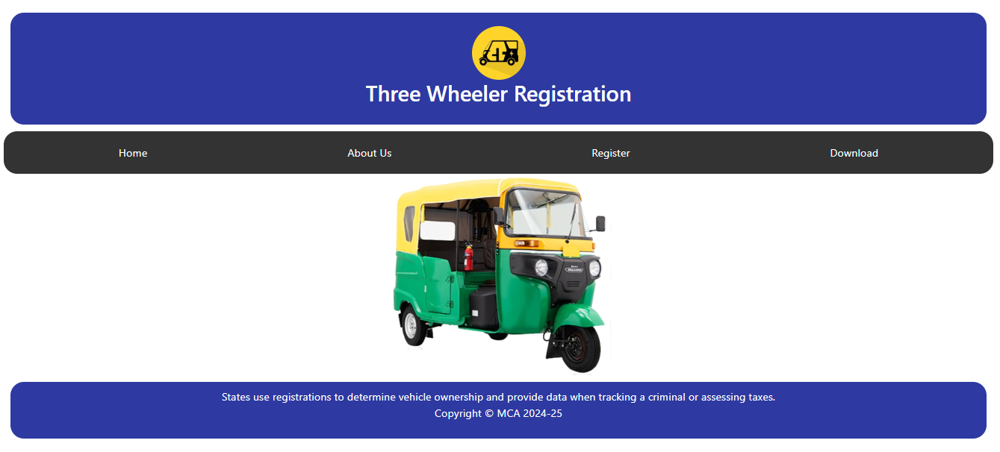 Three Wheeler Registration
Home About Us Register Download
States use registrations to determine vehicle ownership and provide data when tracking a criminal or assessing taxes.
Copyright © MCA 2024-25